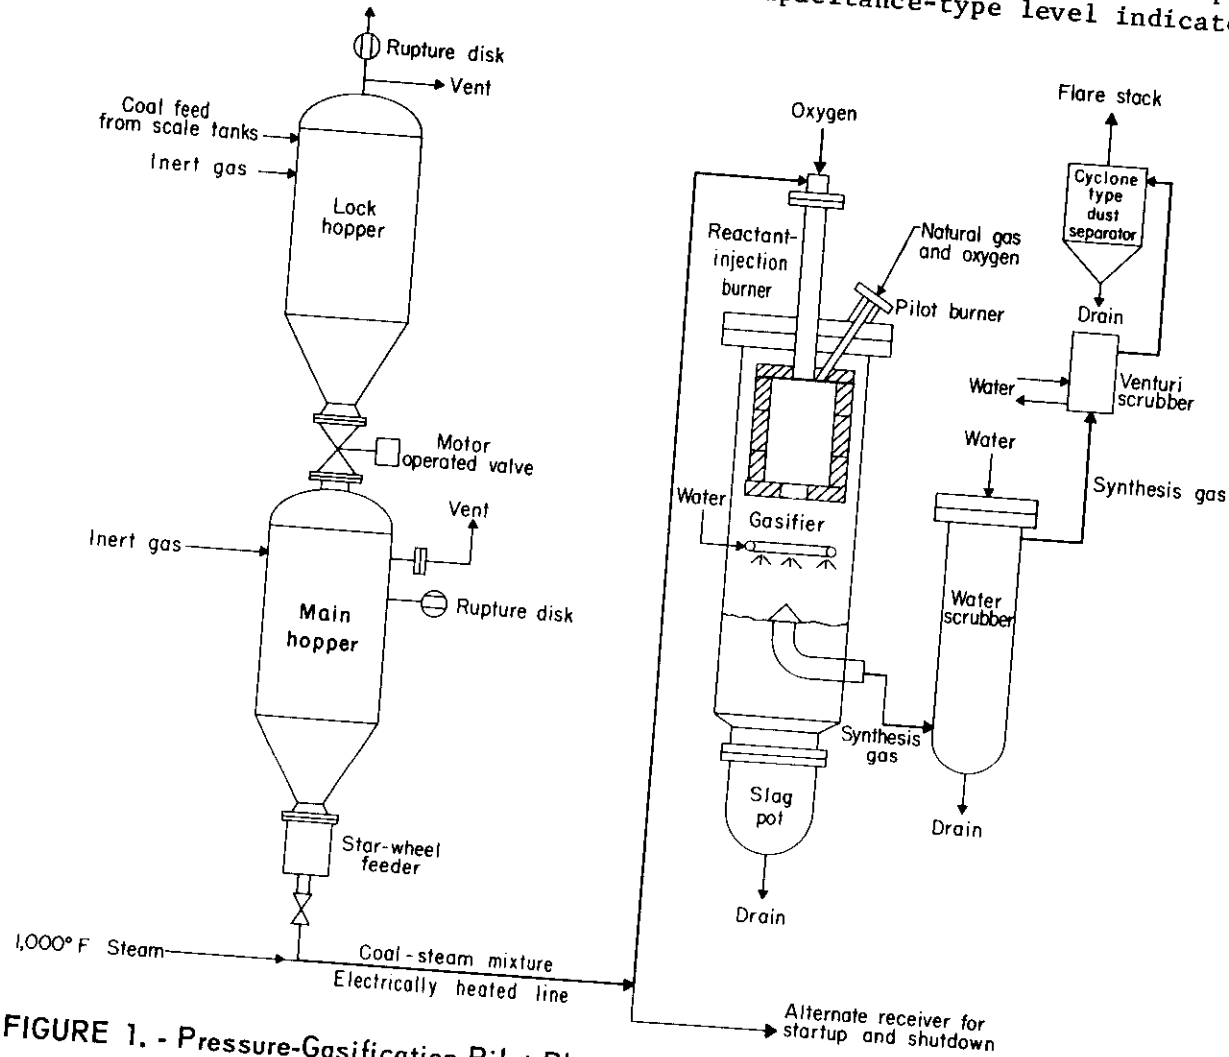 level indicate
Rupture disk
Vent
Coal feed
from scale tanks
Inert gas
Lock
hopper
Motor
operated valve
Inert gas
Vent
Main
hopper
Rupture disk
Star-wheel
feeder
1,000° F Steam
Coal-steam mixture
Electrically heated line
Alternate receiver for
startup and shutdown
Oxygen
Reactant-
injection
burner
Natural gas
and oxygen
Pilot burner
Water
Gasifier
Slag
pot
Drain
Synthesis
gas
Water
Water
scrubber
Drain
Synthesis gas
Water
Venturi
scrubber
Flare stack
Cyclone
type
dust
separator
Drain
FIGURE 1. - Pressure-Gasification Pilot